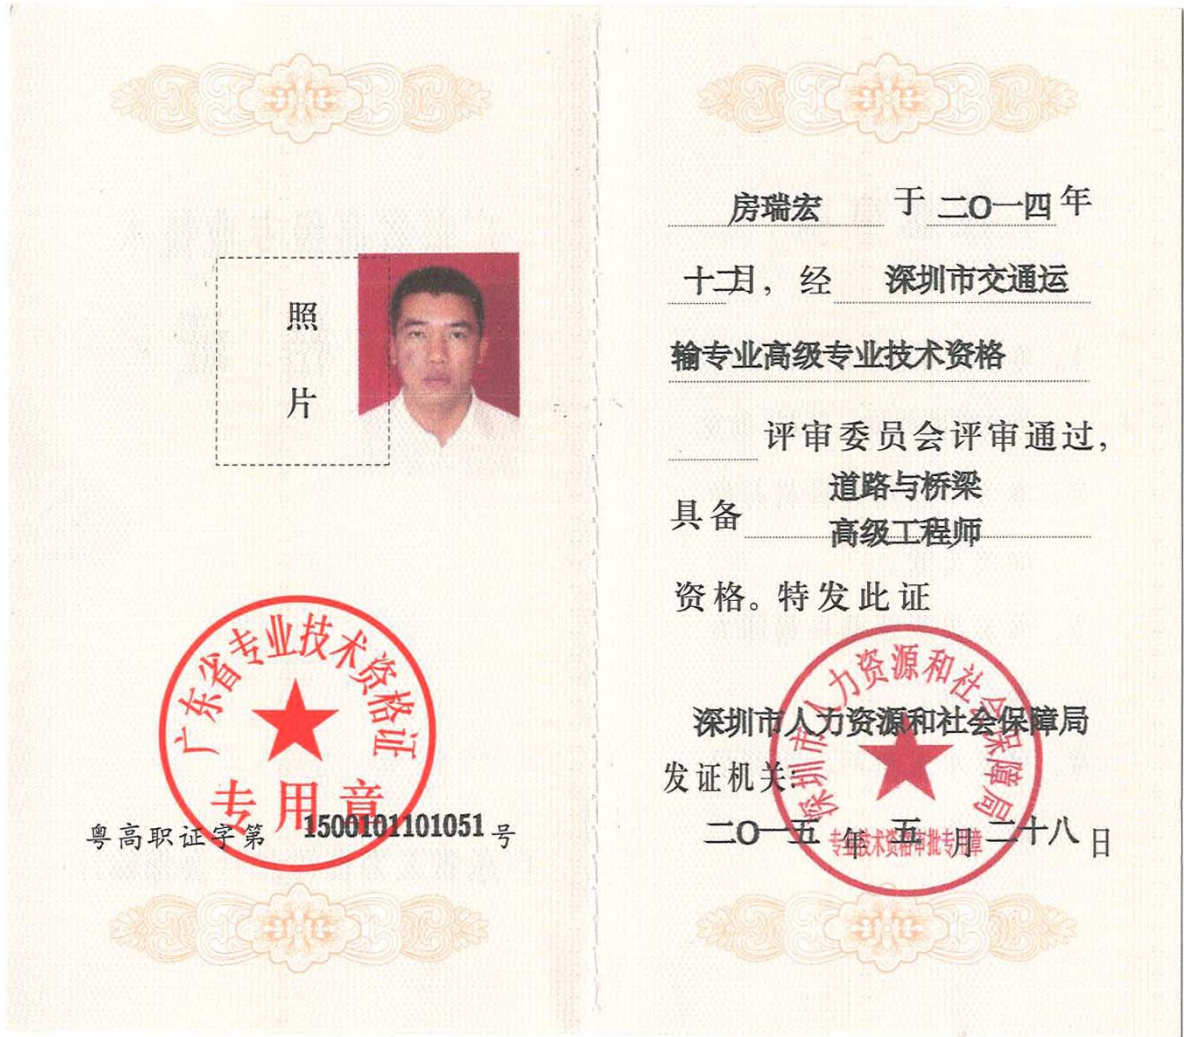 照
片
广东省专业技术资格证
专用章
粤高职证字第 1500101101051 号
房瑞宏 于 二〇一四 年
十二月，经 深圳市交通运
输专业高级专业技术资格
评审委员会评审通过，
道路与桥梁
具备
高级工程师
资格。特发此证
深圳市人力资源和社会保障局
深圳市人力资源和社会保障局
发证机关：
二〇一五 年 五 月 二十八 日
专业技术资格审批专用章